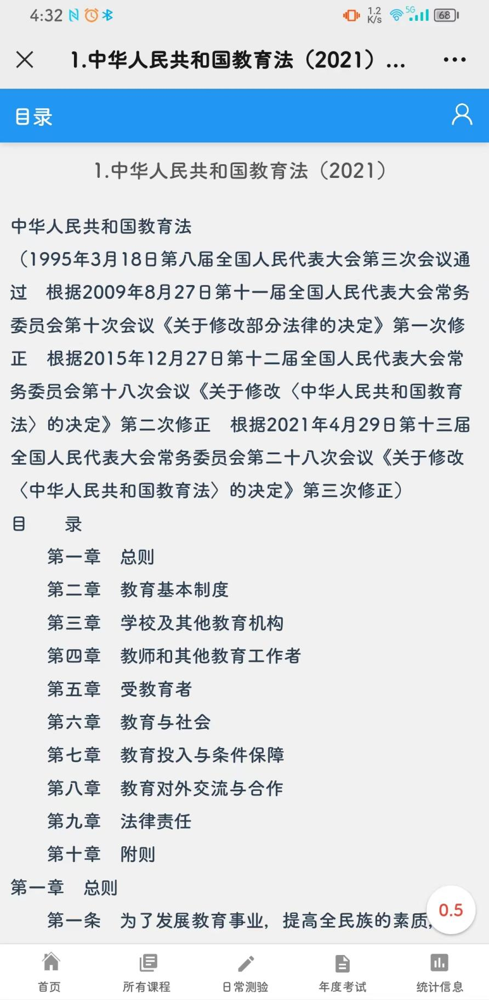 4:32
1.2
K/s
5G
68
1.中华人民共和国教育法（2021）...
目录
1.中华人民共和国教育法（2021）
中华人民共和国教育法
（1995年3月18日第八届全国人民代表大会第三次会议通
过　根据2009年8月27日第十一届全国人民代表大会常务
委员会第十次会议《关于修改部分法律的决定》第一次修
正　根据2015年12月27日第十二届全国人民代表大会常
务委员会第十八次会议《关于修改〈中华人民共和国教育
法〉的决定》第二次修正　根据2021年4月29日第十三届
全国人民代表大会常务委员会第二十八次会议《关于修改
〈中华人民共和国教育法〉的决定》第三次修正）
目　　录
第一章　总则
第二章　教育基本制度
第三章　学校及其他教育机构
第四章　教师和其他教育工作者
第五章　受教育者
第六章　教育与社会
第七章　教育投入与条件保障
第八章　教育对外交流与合作
第九章　法律责任
第十章　附则
第一章　总则
第一条　为了发展教育事业，提高全民族的素质，
0.5
首页
所有课程
日常测验
年度考试
统计信息